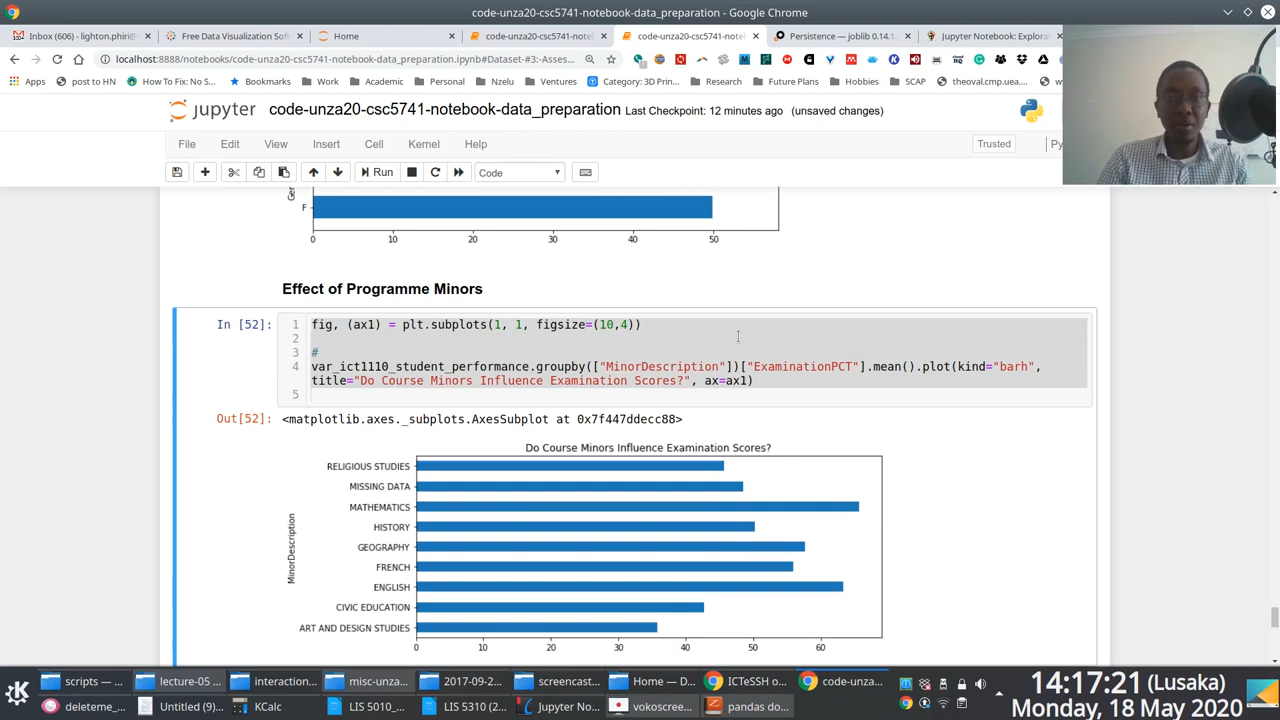 code-unza20-csc5741-notebook-data_preparation - Google Chrome
Inbox (606) - lighton.phiri@
Free Data Visualization Soft
Home
code-unza20-csc5741-notebo
code-unza20-csc5741-notebo
Persistence — joblib 0.14.1.
Jupyter Notebook: Explorat
localhost:8888/notebooks/code-unza20-csc5741-notebook-data_preparation.ipynb#Dataset-#3:-Asses...
Apps
post to HN
How To Fix: No S...
Bookmarks
Work
Academic
Personal
Nzelu
Ventures
Category: 3D Prin...
Research
Future Plans
Hobbies
SCAP
theoval.cmp.uea...
jupyter
code-unza20-csc5741-notebook-data_preparation
Last Checkpoint: 12 minutes ago
(unsaved changes)
File
Edit
View
Insert
Cell
Kernel
Help
Trusted
Run
Code
F
0 10 20 30 40 50
Effect of Programme Minors
In [52]:
1 fig, (ax1) = plt.subplots(1, 1, figsize=(10,4))
2
3 #
4 var_ict1110_student_performance.groupby(["MinorDescription"])["ExaminationPCT"].mean().plot(kind="barh",
title="Do Course Minors Influence Examination Scores?", ax=ax1)
5
Out[52]: <matplotlib.axes._subplots.AxesSubplot at 0x7f447ddecc88>
Do Course Minors Influence Examination Scores?
MinorDescription
RELIGIOUS STUDIES
MISSING DATA
MATHEMATICS
HISTORY
GEOGRAPHY
FRENCH
ENGLISH
CIVIC EDUCATION
ART AND DESIGN STUDIES
0 10 20 30 40 50 60
scripts — ...
lecture-05 ...
interaction...
misc-unza...
2017-09-2...
screencast...
Home — D...
ICTeSSH o...
code-unza...
deleteme_...
Untitled (9)...
KCalc
LIS 5010_...
LIS 5310 (2...
Jupyter No...
vokoscree...
pandas do...
14:17:21 (Lusaka)
Monday, 18 May 2020